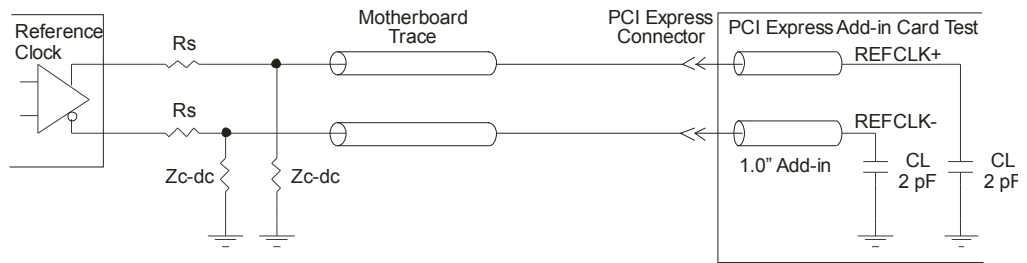 Reference
Clock
Rs
Rs
Zc-dc
Zc-dc
Motherboard
Trace
PCI Express
Connector
PCI Express Add-in Card Test
REFCLK+
REFCLK-
1.0" Add-in
CL
2 pF
CL
2 pF